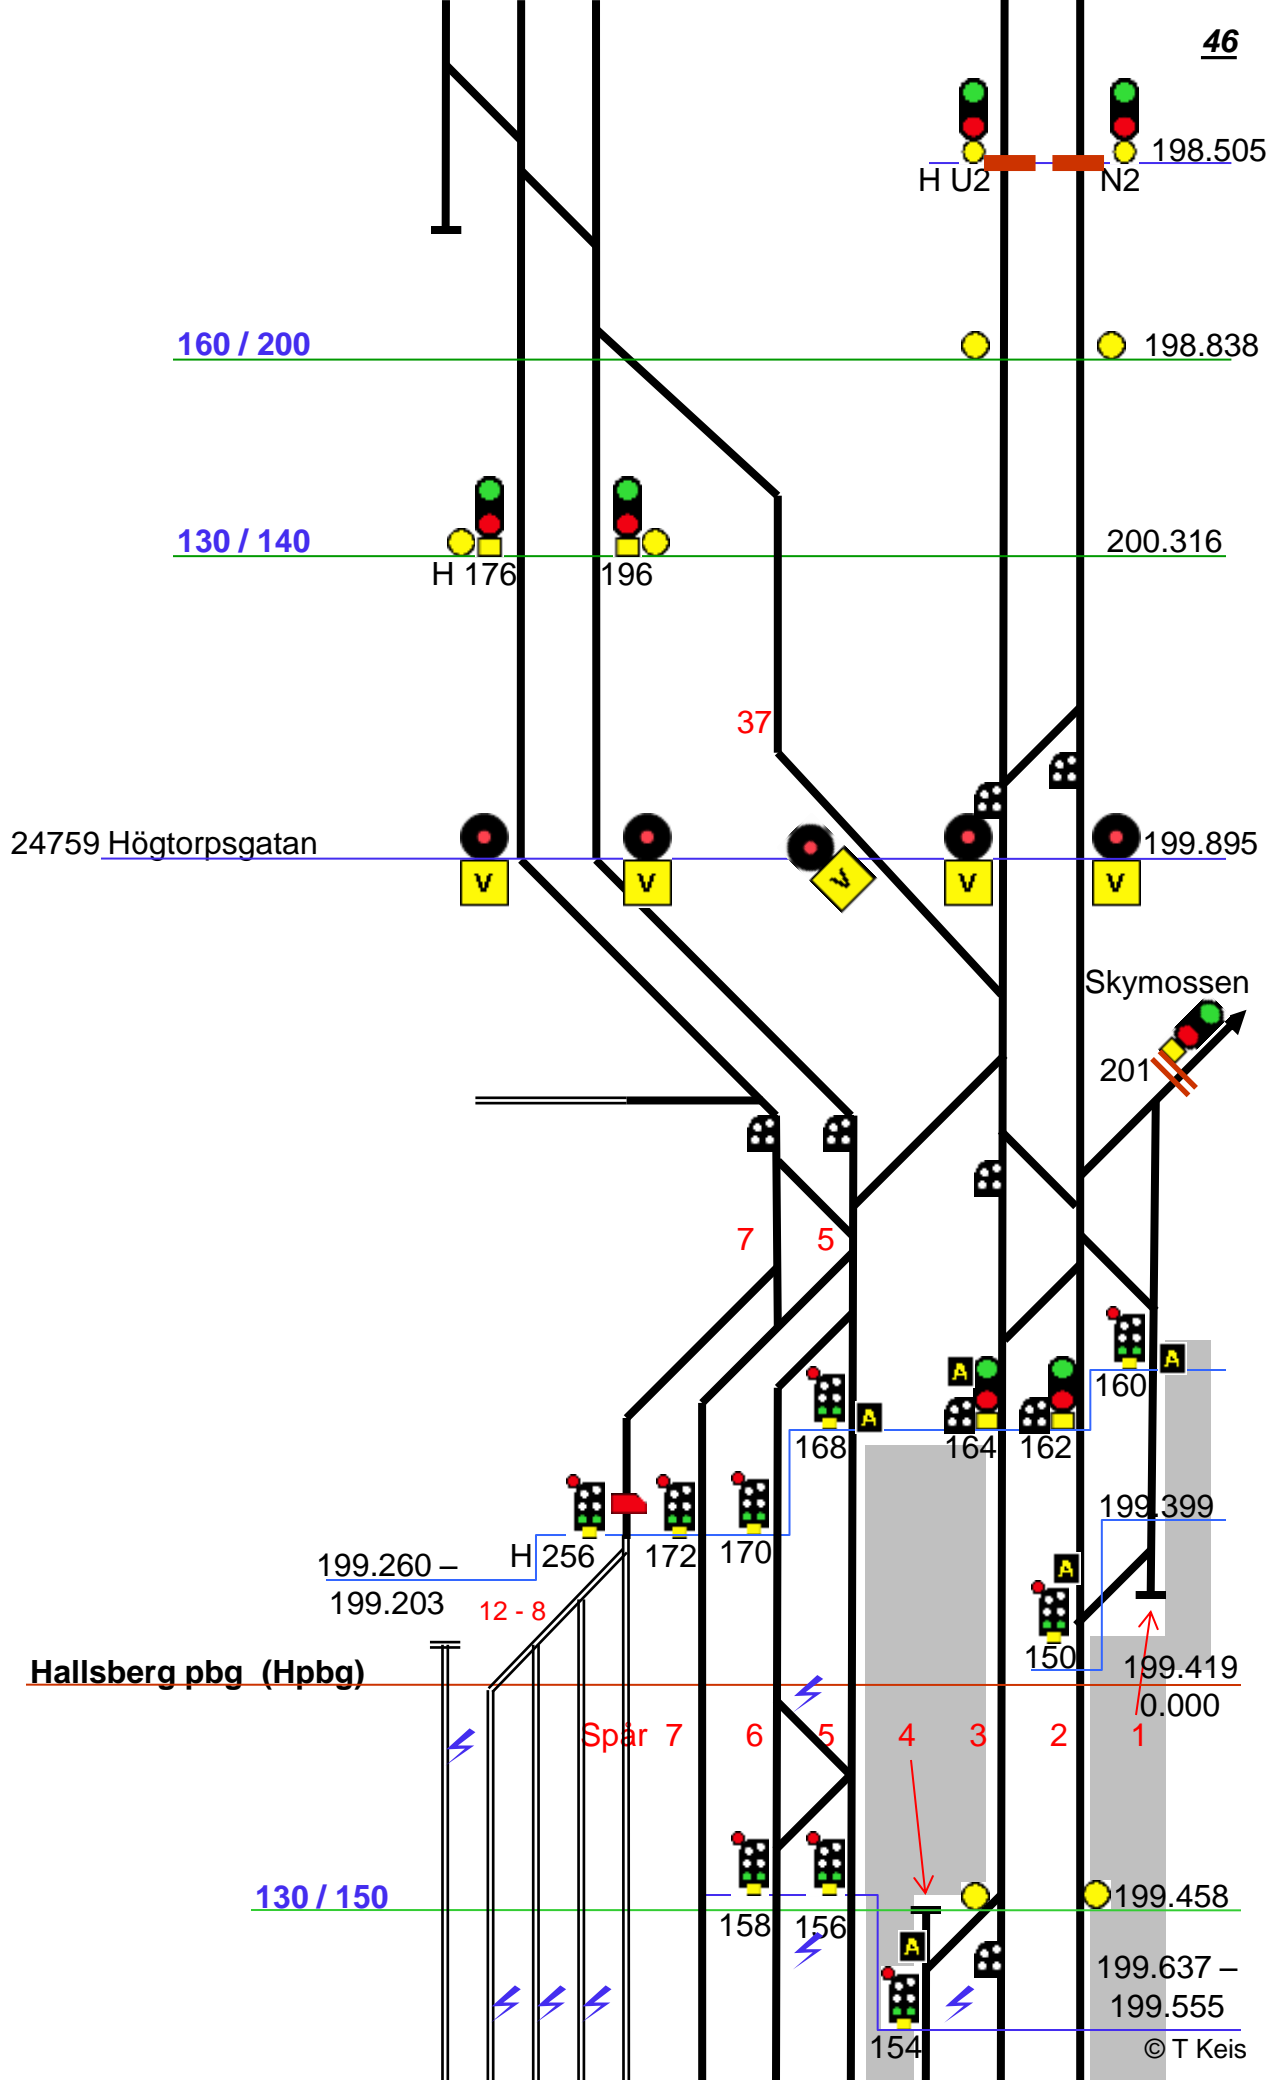 46
198.505
H U2
N2
160 / 200
198.838
130 / 140
200.316
H 176
196
37
24759 Högtorpsgatan
199.895
V
V
V
V
V
Skymossen
201
7
5
A
A
160
168
A
164
162
199.399
H 256
172
170
199.260 –
199.203
12 - 8
A
150
Hallsberg pbg (Hpbg)
199.419
0.000
Spår 7
6
5
4
3
2
1
130 / 150
199.458
158
156
A
199.637 –
199.555
154
© T Keis